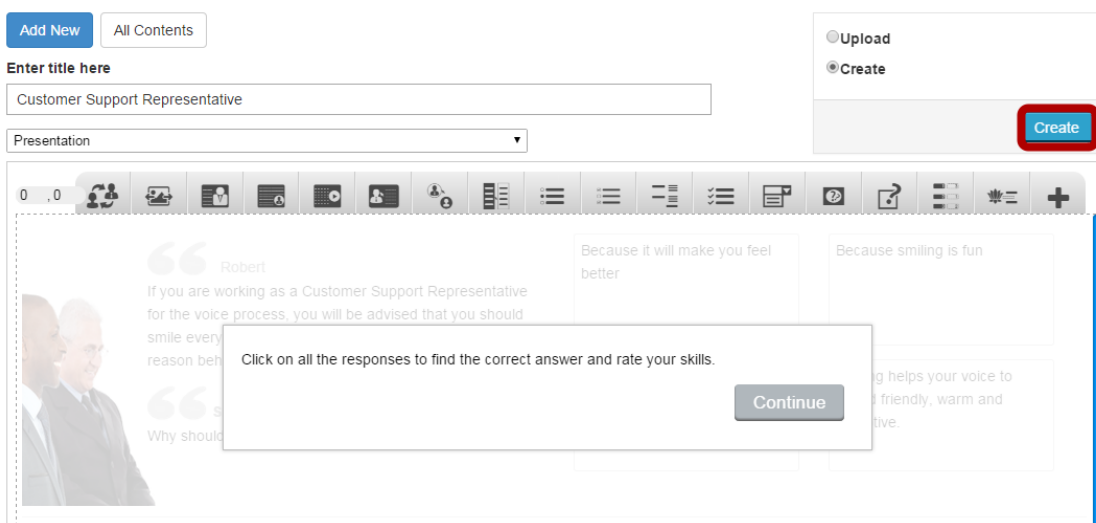 Add New
All Contents
Upload
Enter title here
Create
Customer Support Representative
Create
Presentation
0 ,0
Robert
If you are working as a Customer Support Representative
for the voice process, you will be advised that you should
smile every
reason beh
Why should
Because it will make you feel
better
Because smiling is fun
Click on all the responses to find the correct answer and rate your skills.
Continue
helps your voice to
friendly, warm and